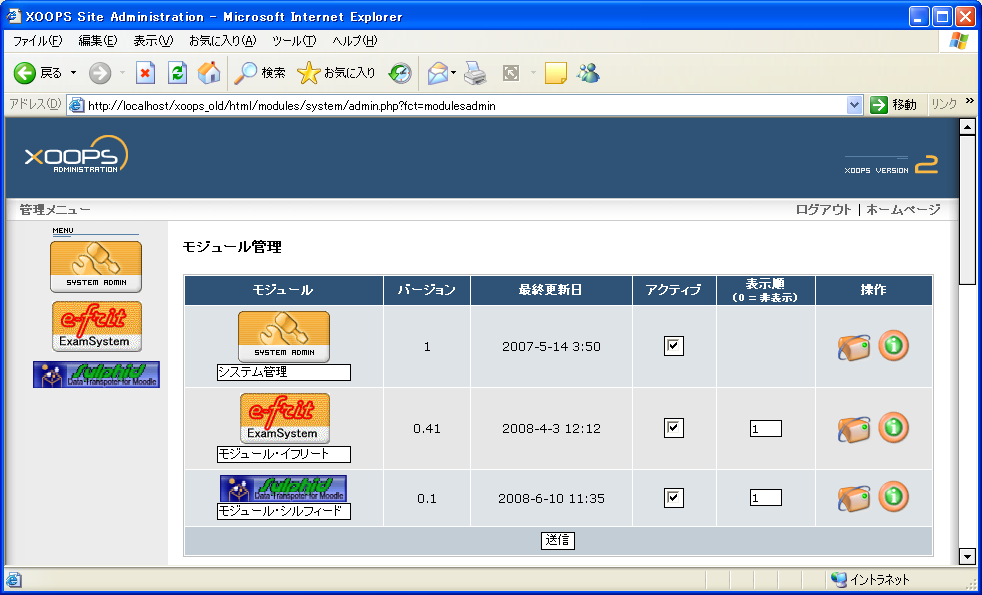 XOOPS Site Administration - Microsoft Internet Explorer
ファイル(F) 編集(E) 表示(V) お気に入り(A) ツール(T) ヘルプ(H)
戻る 検索 お気に入り
アドレス(D) http://localhost/xoops_old/html/modules/system/admin.php?fct=modulesadmin 移動 リンク »
XOOPS
ADMINISTRATION
XOOPS VERSION 2
管理メニュー ログアウト | ホームページ
MENU
SYSTEM ADMIN
e-frit
ExamSystem
Sylphid
Data-Transpoter for Moodle
モジュール管理
モジュール バージョン 最終更新日 アクティブ 表示順 操作
(0 = 非表示)
SYSTEM ADMIN
システム管理 1 2007-5-14 3:50
e-frit
ExamSystem
モジュール・イフリート 0.41 2008-4-3 12:12 1
Sylphid
Data-Transpoter for Moodle
モジュール・シルフィード 0.1 2008-6-10 11:35 1
送信
イントラネット